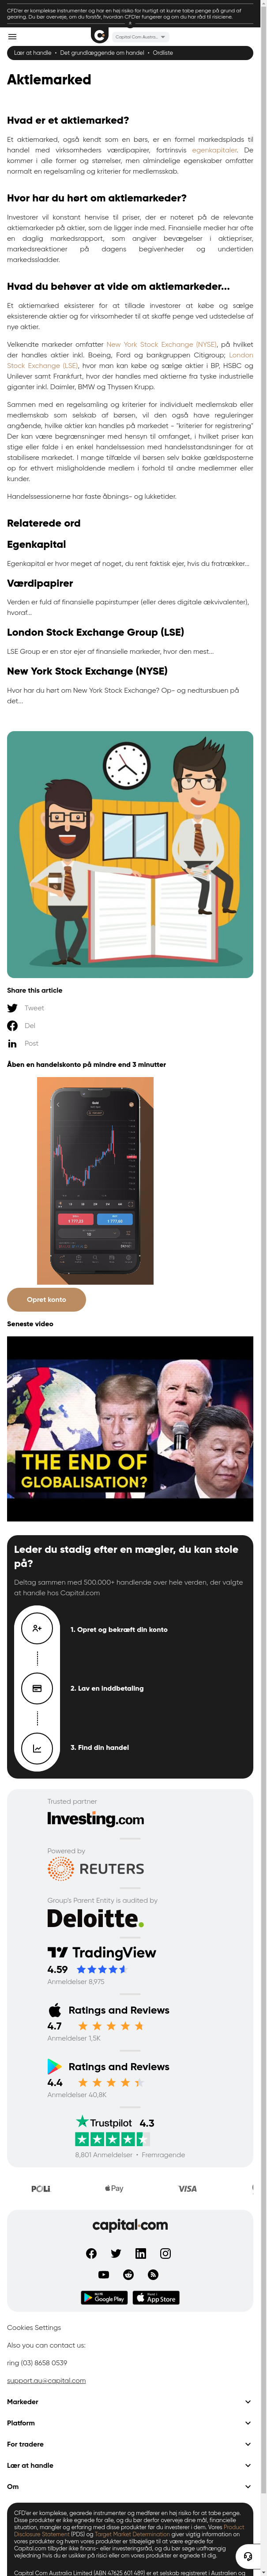 CFD'er er komplekse instrumenter og har en høj risiko for hurtigt at kunne tabe penge på grund af
gearing. Du bør overveje, om du forstår, hvordan CFD'er fungerer og om du har råd til risiciene.
Capital Com Austra...
Lær at handle • Det grundlæggende om handel • Ordliste
Aktiemarked
Hvad er et aktiemarked?
Et aktiemarked, også kendt som en børs, er en formel markedsplads til
handel med virksomheders værdipapirer, fortrinsvis egenkapitaler. De
kommer i alle former og størrelser, men almindelige egenskaber omfatter
normalt en regelsamling og kriterier for medlemsskab.
Hvor har du hørt om aktiemarkeder?
Investorer vil konstant henvise til priser, der er noteret på de relevante
aktiemarkeder på aktier, som de ligger inde med. Finansielle medier har ofte
en daglig markedsrapport, som angiver bevægelser i aktiepriser,
markedsreaktioner på dagens begivenheder og undertiden
markedssladder.
Hvad du behøver at vide om aktiemarkeder...
Et aktiemarked eksisterer for at tillade investorer at købe og sælge
eksisterende aktier og for virksomheder til at skaffe penge ved udstedelse af
nye aktier.
Velkendte markeder omfatter New York Stock Exchange (NYSE), på hvilket
der handles aktier inkl. Boeing, Ford og bankgruppen Citigroup; London
Stock Exchange (LSE), hvor man kan købe og sælge aktier i BP, HSBC og
Unilever samt Frankfurt, hvor der handles med aktierne fra tyske industrielle
giganter inkl. Daimler, BMW og Thyssen Krupp.
Sammen med en regelsamling og kriterier for individuelt medlemskab eller
medlemskab som selskab af børsen, vil den også have reguleringer
angående, hvilke aktier kan handles på markedet - "kriterier for registrering"
Der kan være begrænsninger med hensyn til omfanget, i hvilket priser kan
stige eller falde i en enkel handelssession med handelsstandsninger for at
stabilisere markedet. I mange tilfælde vil børsen selv bakke gældsposterne
op for ethvert misligholdende medlem i forhold til andre medlemmer eller
kunder.
Handelssessionerne har faste åbnings- og lukketider.
Relaterede ord
Egenkapital
Egenkapital er hvor meget af noget, du rent faktisk ejer, hvis du fratrækker...
Værdipapirer
Verden er fuld af finansielle papirstumper (eller deres digitale ækvivalenter),
hvoraf...
London Stock Exchange Group (LSE)
LSE Group er en stor ejer af finansielle markeder, hvor den mest...
New York Stock Exchange (NYSE)
Hvor har du hørt om New York Stock Exchange? Op- og nedtursbuen på
det...
Share this article
Tweet
Del
Post
Åben en handelskonto på mindre end 3 minutter
Opret konto
Seneste video
THE END OF
GLOBALISATION?
Leder du stadig efter en mægler, du kan stole
på?
Deltag sammen med 500.000+ handlende over hele verden, der valgte
at handle hos Capital.com
1. Opret og bekræft din konto
2. Lav en inddbetaling
3. Find din handel
Trusted partner
Investing.com
Powered by
REUTERS
Group's Parent Entity is audited by
Deloitte.
TradingView
4.59
Anmeldelser 8,975
Ratings and Reviews
4.7
Anmeldelser 1,5K
Ratings and Reviews
4.4
Anmeldelser 40,8K
Trustpilot 4.3
8,801 Anmeldelser • Fremragende
POLi Pay VISA
capital.com
Google Play App Store
Cookies Settings
Also you can contact us:
ring (03) 8658 0539
support.au@capital.com
Markeder
Platform
For tradere
Lær at handle
Om
CFD'er er komplekse, gearede instrumenter og medfører en høj risiko for at tabe penge.
Disse produkter er ikke egnede for alle, og du bør derfor overveje dine mål, finansielle
situation, behov og erfaring med disse produkter før du investerer i dem. Vores Product
Disclosure Statement (PDS) og Target Market Determination giver vigtig information om
vores produkter og hvem vores produkter er tilbøjelige til at være egnede for
Capital.com tilbyder ikke finans- eller investeringsråd, og du bør søge uafhængig
vejledning hvis du er usikker på risici eller om vores produkter er egnede til dig.
Capital Com Australia Limited (ABN 47625 601 489) er et selskab registreret i Australien og